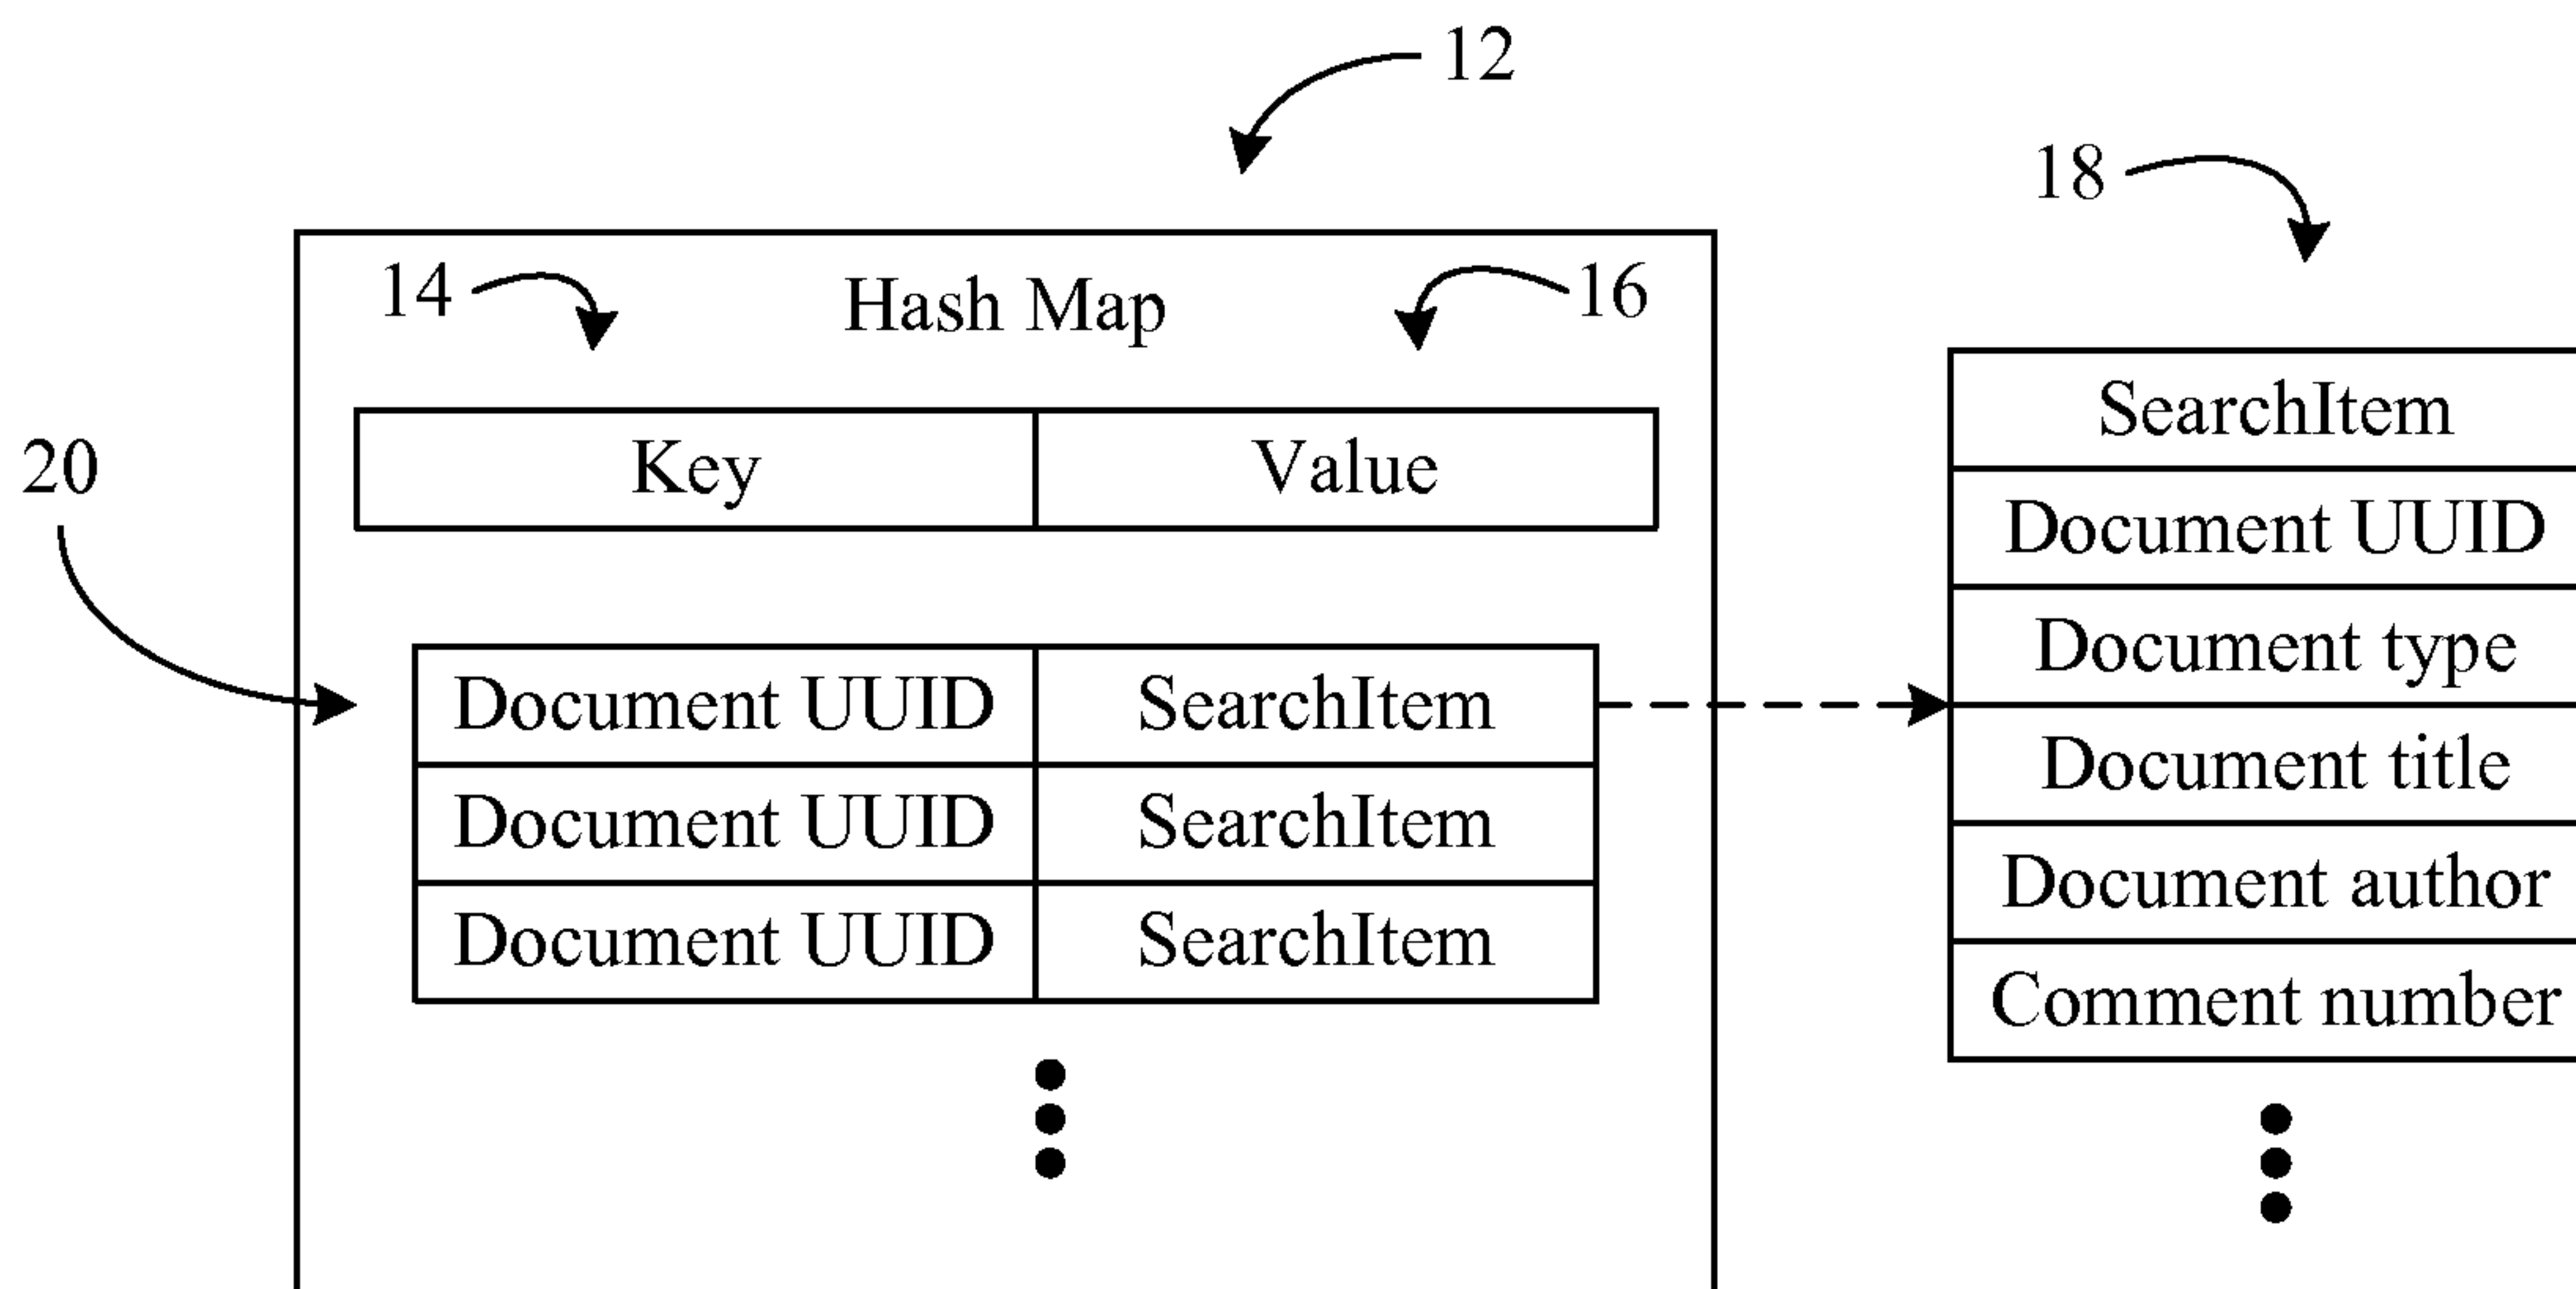 12
18
14
Hash Map
16
SearchItem
20
Key Value
Document UUID
Document type
Document UUID SearchItem
Document title
Document UUID SearchItem
Document author
Document UUID SearchItem
Comment number